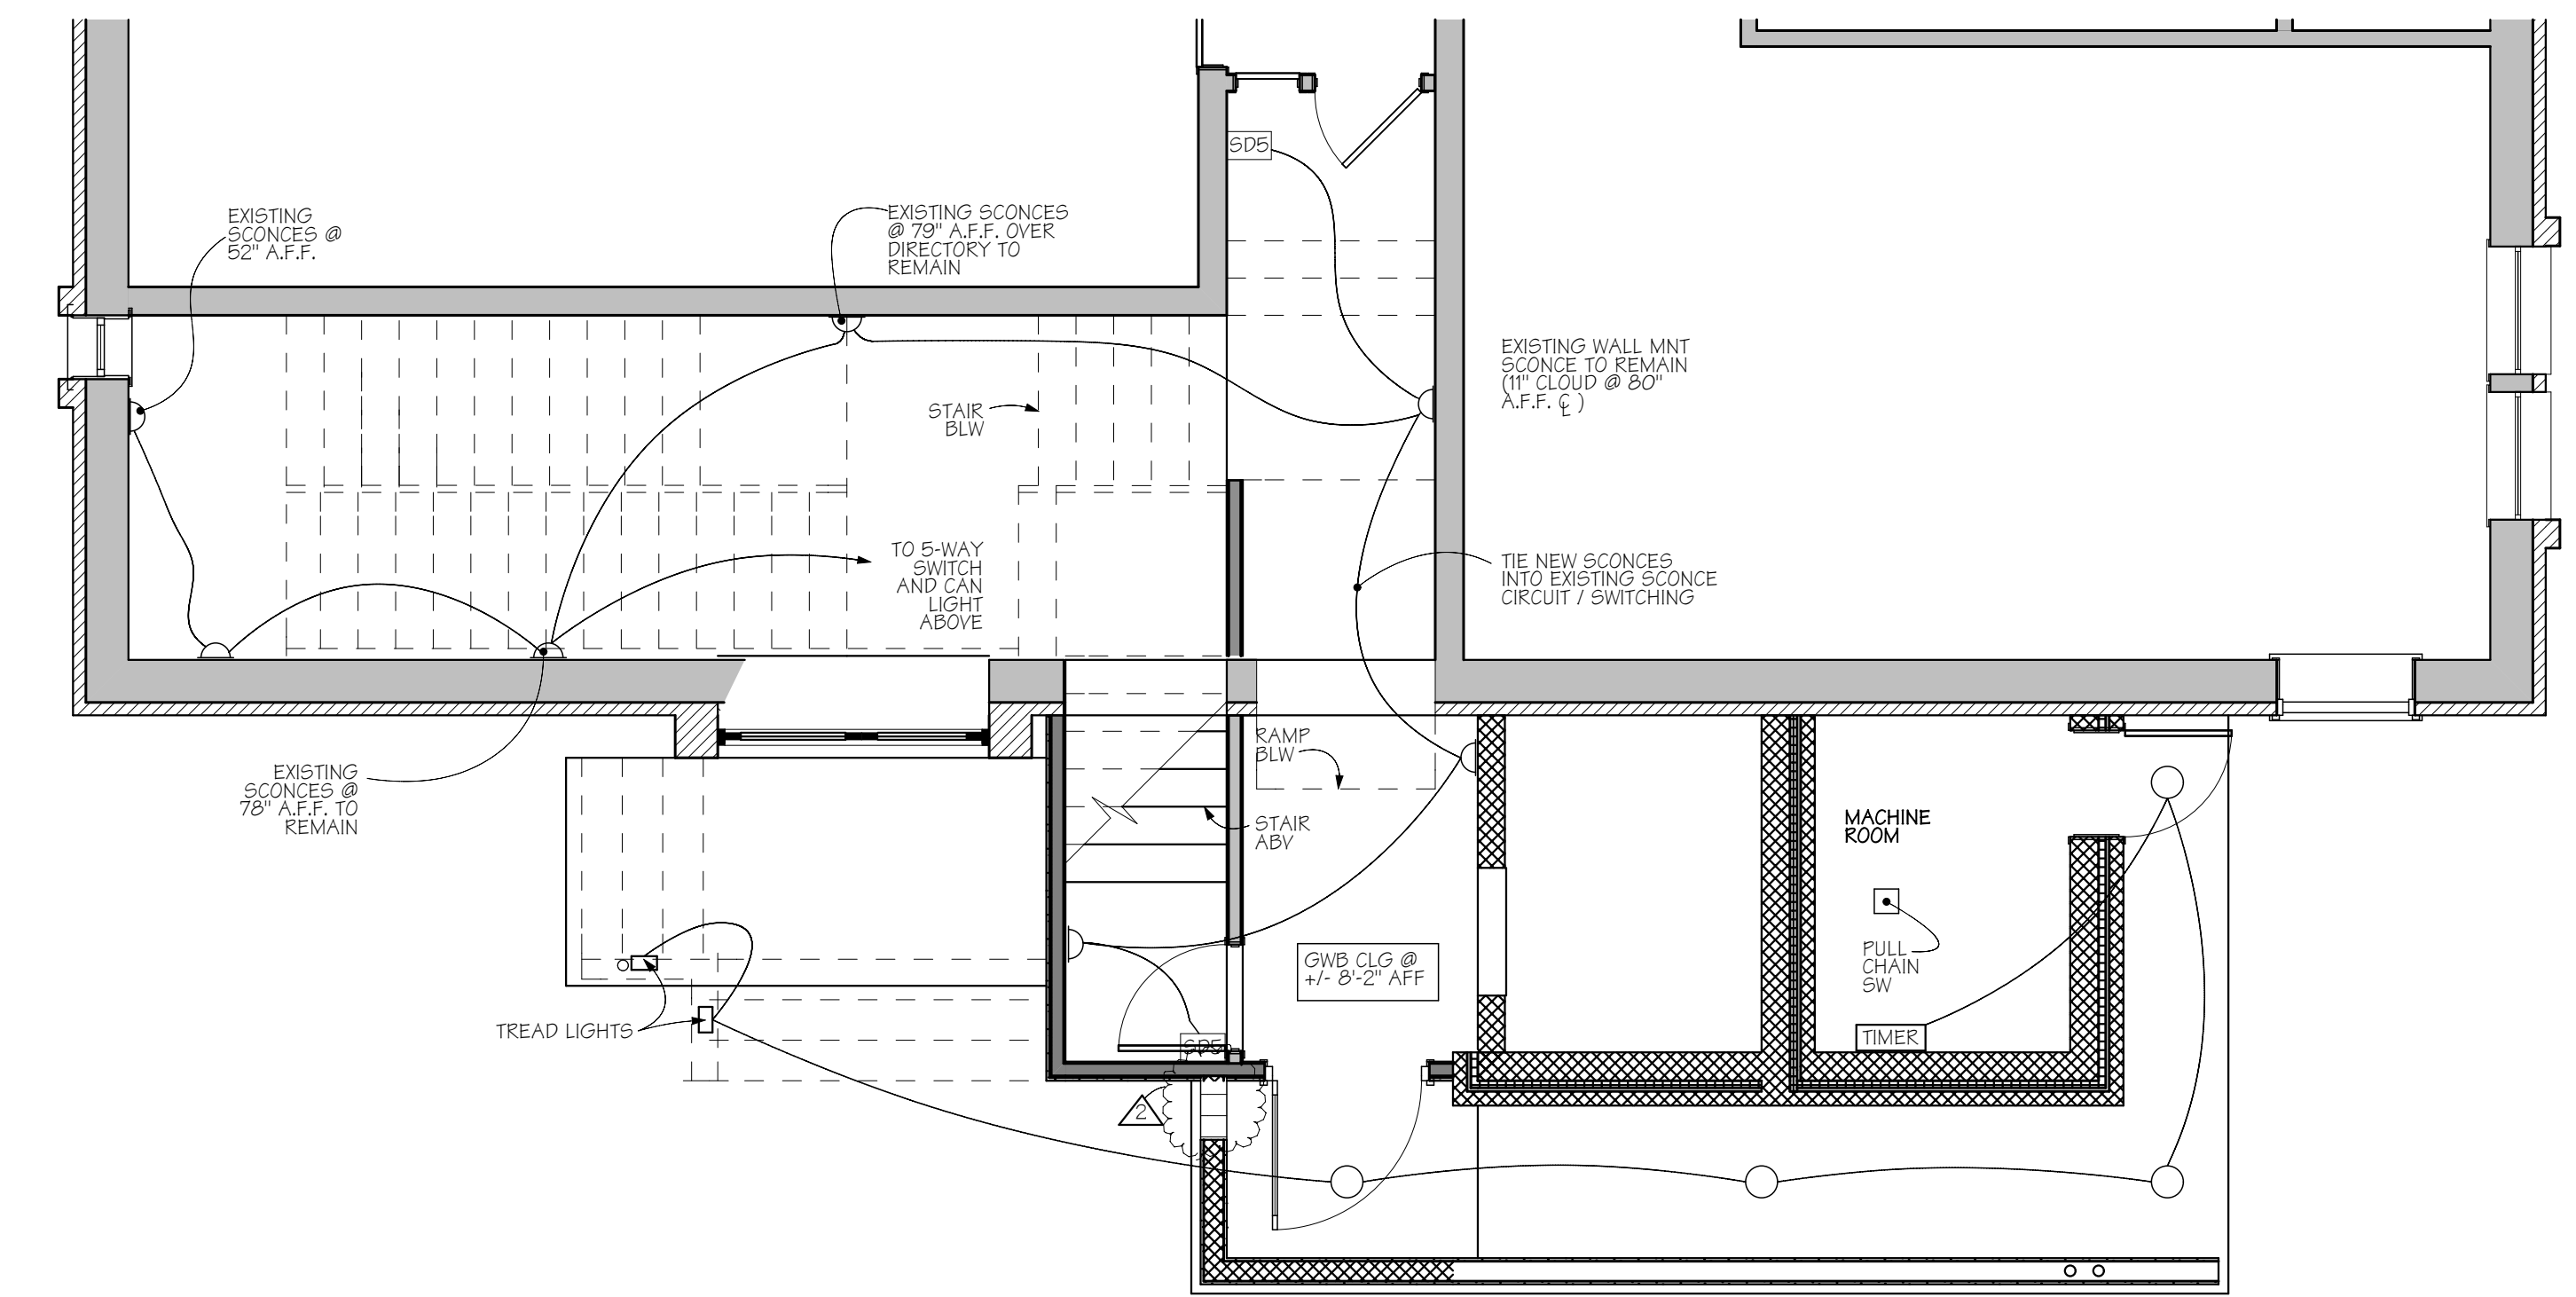 SD5
EXISTING
SCONCES @
52" A.F.F.
EXISTING SCONCES
@ 79" A.F.F. OVER
DIRECTORY TO
REMAIN
EXISTING WALL MNT
SCONCE TO REMAIN
(11" CLOUD @ 80"
A.F.F. ℄ )
STAIR
BLW
TO 5-WAY
SWITCH
AND CAN
LIGHT
ABOVE
TIE NEW SCONCES
INTO EXISTING SCONCE
CIRCUIT / SWITCHING
RAMP
BLW
EXISTING
SCONCES @
78" A.F.F. TO
REMAIN
STAIR
ABV
MACHINE
ROOM
PULL
CHAIN
SW
GWB CLG @
+/- 8'-2" AFF
TREAD LIGHTS
TIMER
SD5
2